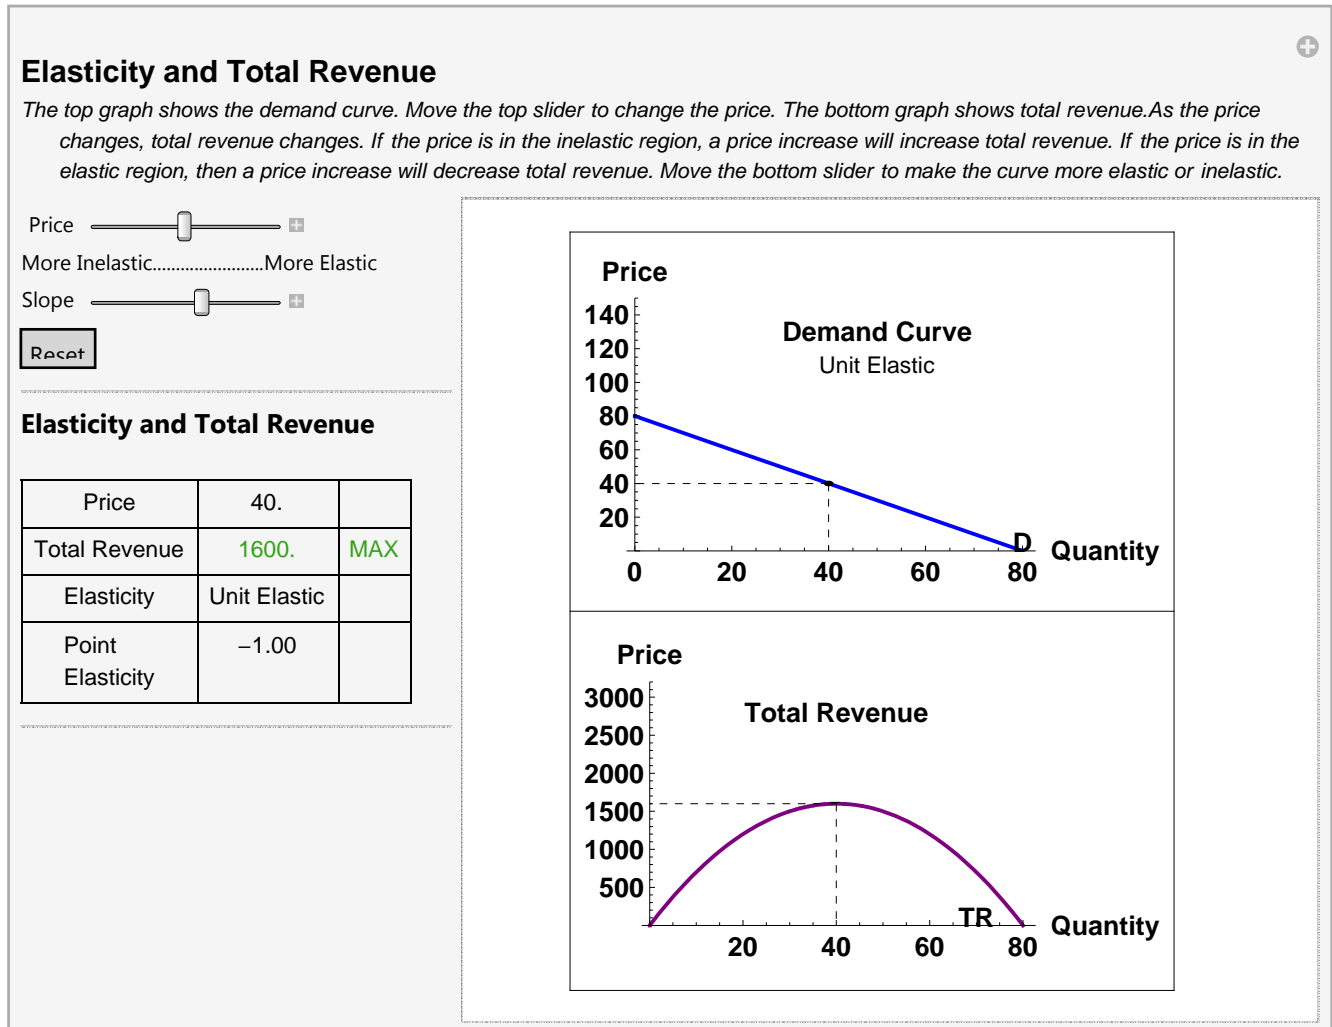 Elasticity and Total Revenue
The top graph shows the demand curve. Move the top slider to change the price. The bottom graph shows total revenue.As the price
changes, total revenue changes. If the price is in the inelastic region, a price increase will increase total revenue. If the price is in the
elastic region, then a price increase will decrease total revenue. Move the bottom slider to make the curve more elastic or inelastic.
Price
More Inelastic........................More Elastic
Slope
Reset
Elasticity and Total Revenue
Price 40.
Total Revenue 1600. MAX
Elasticity Unit Elastic
Point −1.00
Elasticity
Price
140
Demand Curve
120
Unit Elastic
100
80
60
40
20
D
Quantity
0 20 40 60 80
Price
3000
Total Revenue
2500
2000
1500
1000
500
TR
Quantity
20 40 60 80